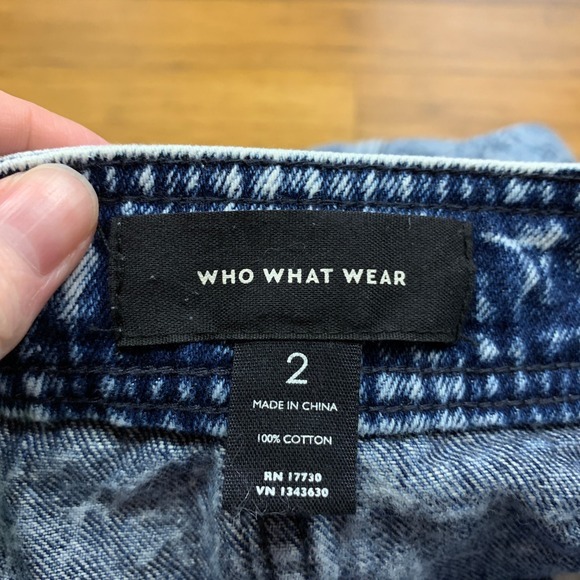 WHO WHAT WEAR
2
MADE IN CHINA
100% COTTON
RN 17730
VN 1343630